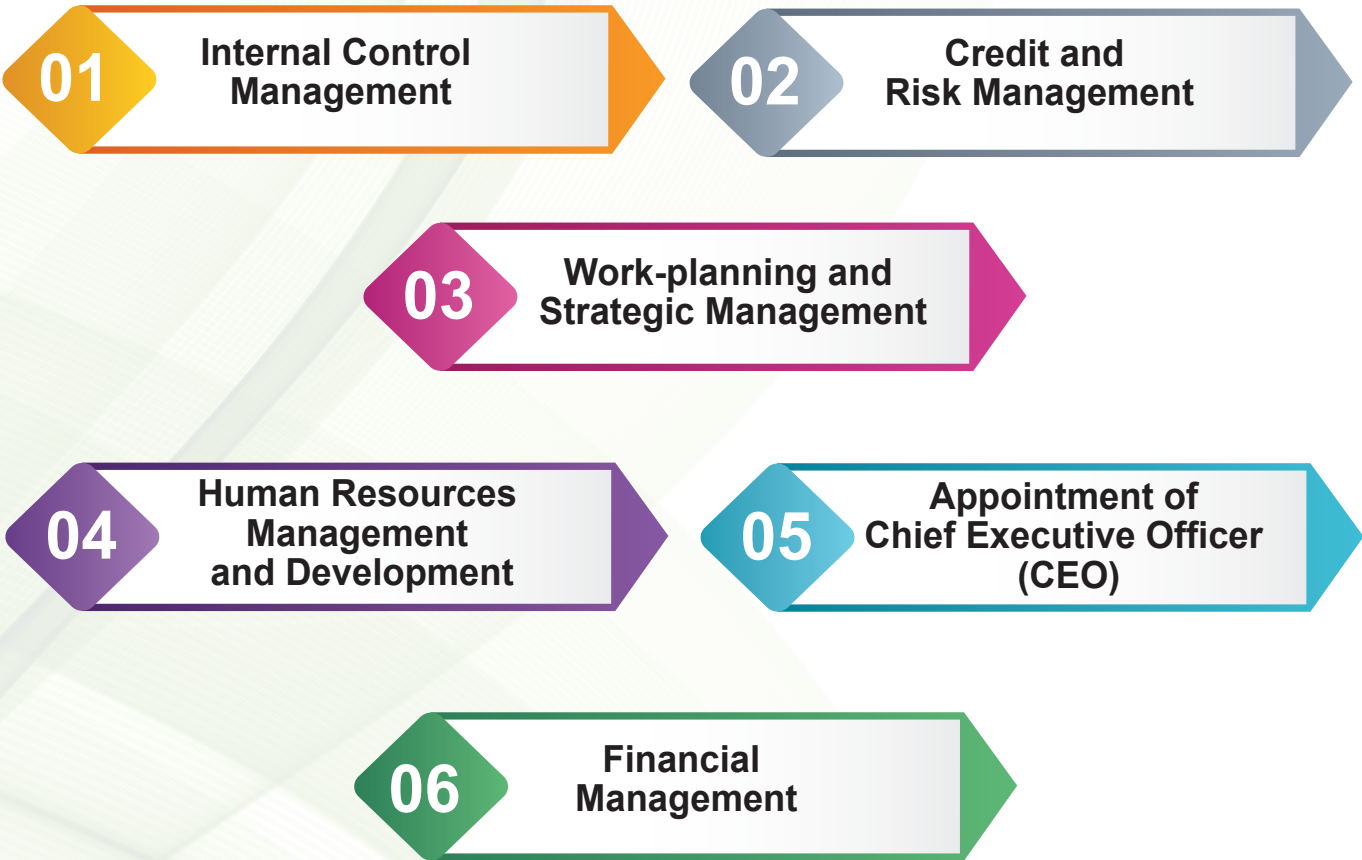 01
Internal Control
Management
02
Credit and
Risk Management
03
Work-planning and
Strategic Management
04
Human Resources
Management
and Development
05
Appointment of
Chief Executive Officer
(CEO)
06
Financial
Management